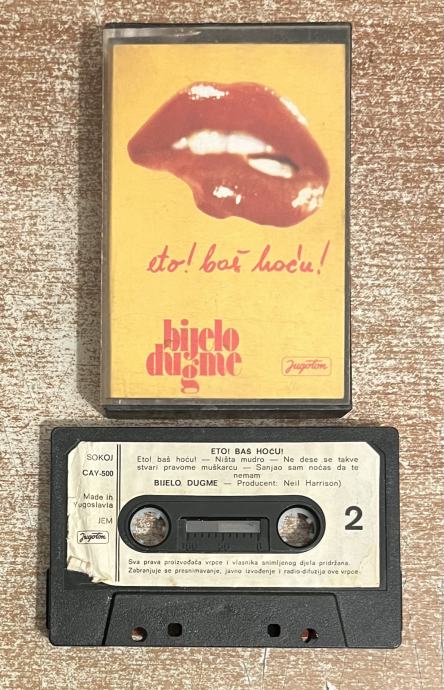 eto! baš hoću!
bijelo
dugme
Jugoton
ETO! BAŠ HOĆU!
Eto! baš hoću! — Ništa mudro — Ne dese se takve
stvari pravome muškarcu — Sanjao sam noćas da te
nemam
BIJELO DUGME — Producent: Neil Harrison)
SOKOJ
CAY-500
Made in
Yugoslavia
JEM
Jugoton
2
Sva prava proizvođača vrpce i vlasnika snimljenog djela pridržana.
Zabranjuje se presnimavanje, javno izvođenje i radio-difuzija ove vrpce.